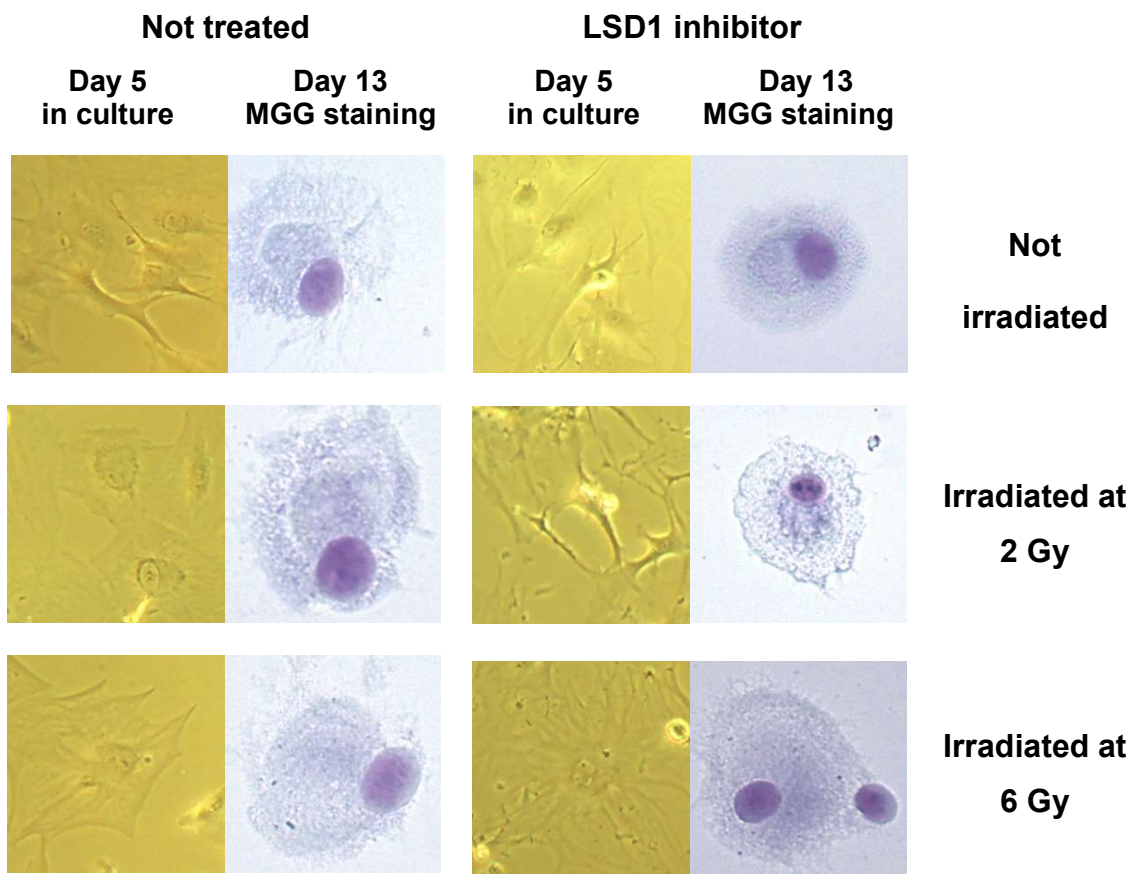 Not treated
LSD1 inhibitor
Day 5
in culture
Day 13
MGG staining
Day 5
in culture
Day 13
MGG staining
Not
irradiated
Irradiated at
2 Gy
Irradiated at
6 Gy